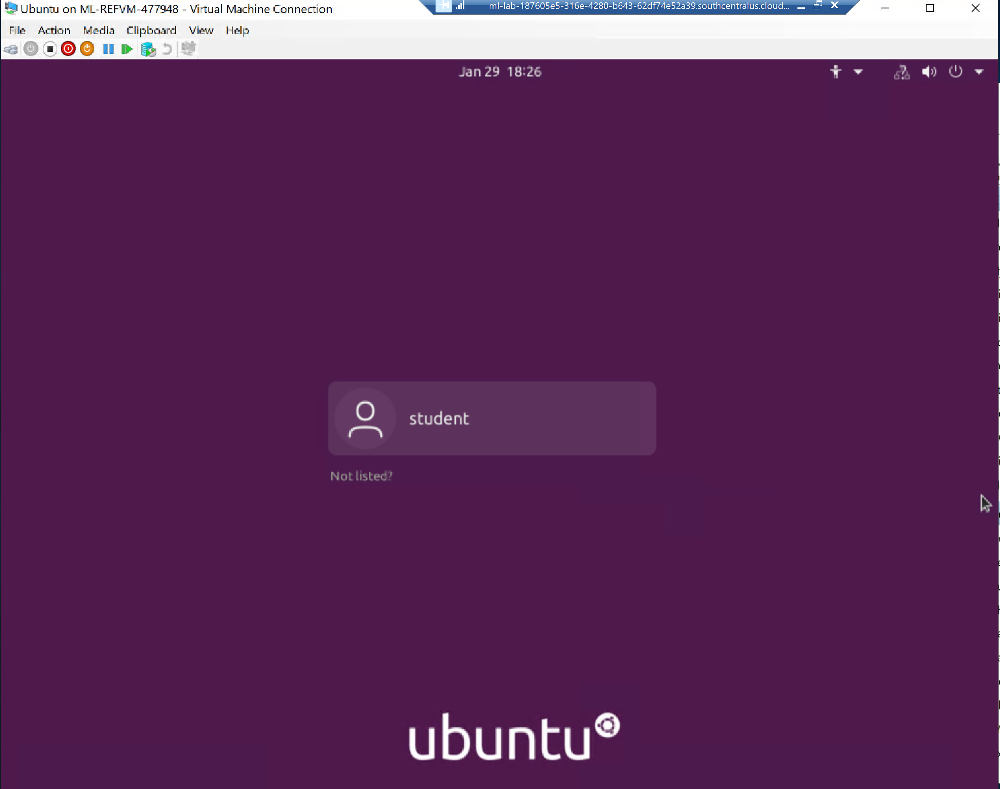 Ubuntu on ML-REFVM-477948 - Virtual Machine Connection
ml-lab-187605e5-316e-4280-b643-62df74e52a39.southcentralus.cloud...
File Action Media Clipboard View Help
Jan 29 18:26
student
Not listed?
ubuntu